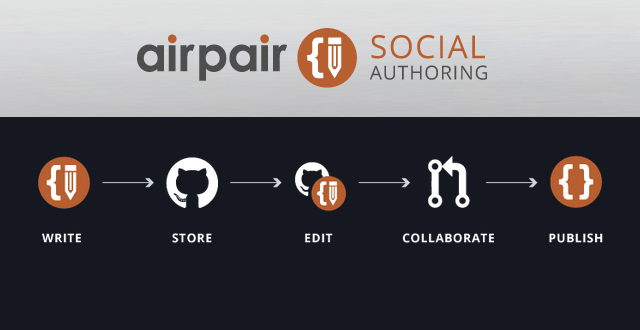 airpair
SOCIAL
AUTHORING
WRITE
STORE
EDIT
COLLABORATE
PUBLISH